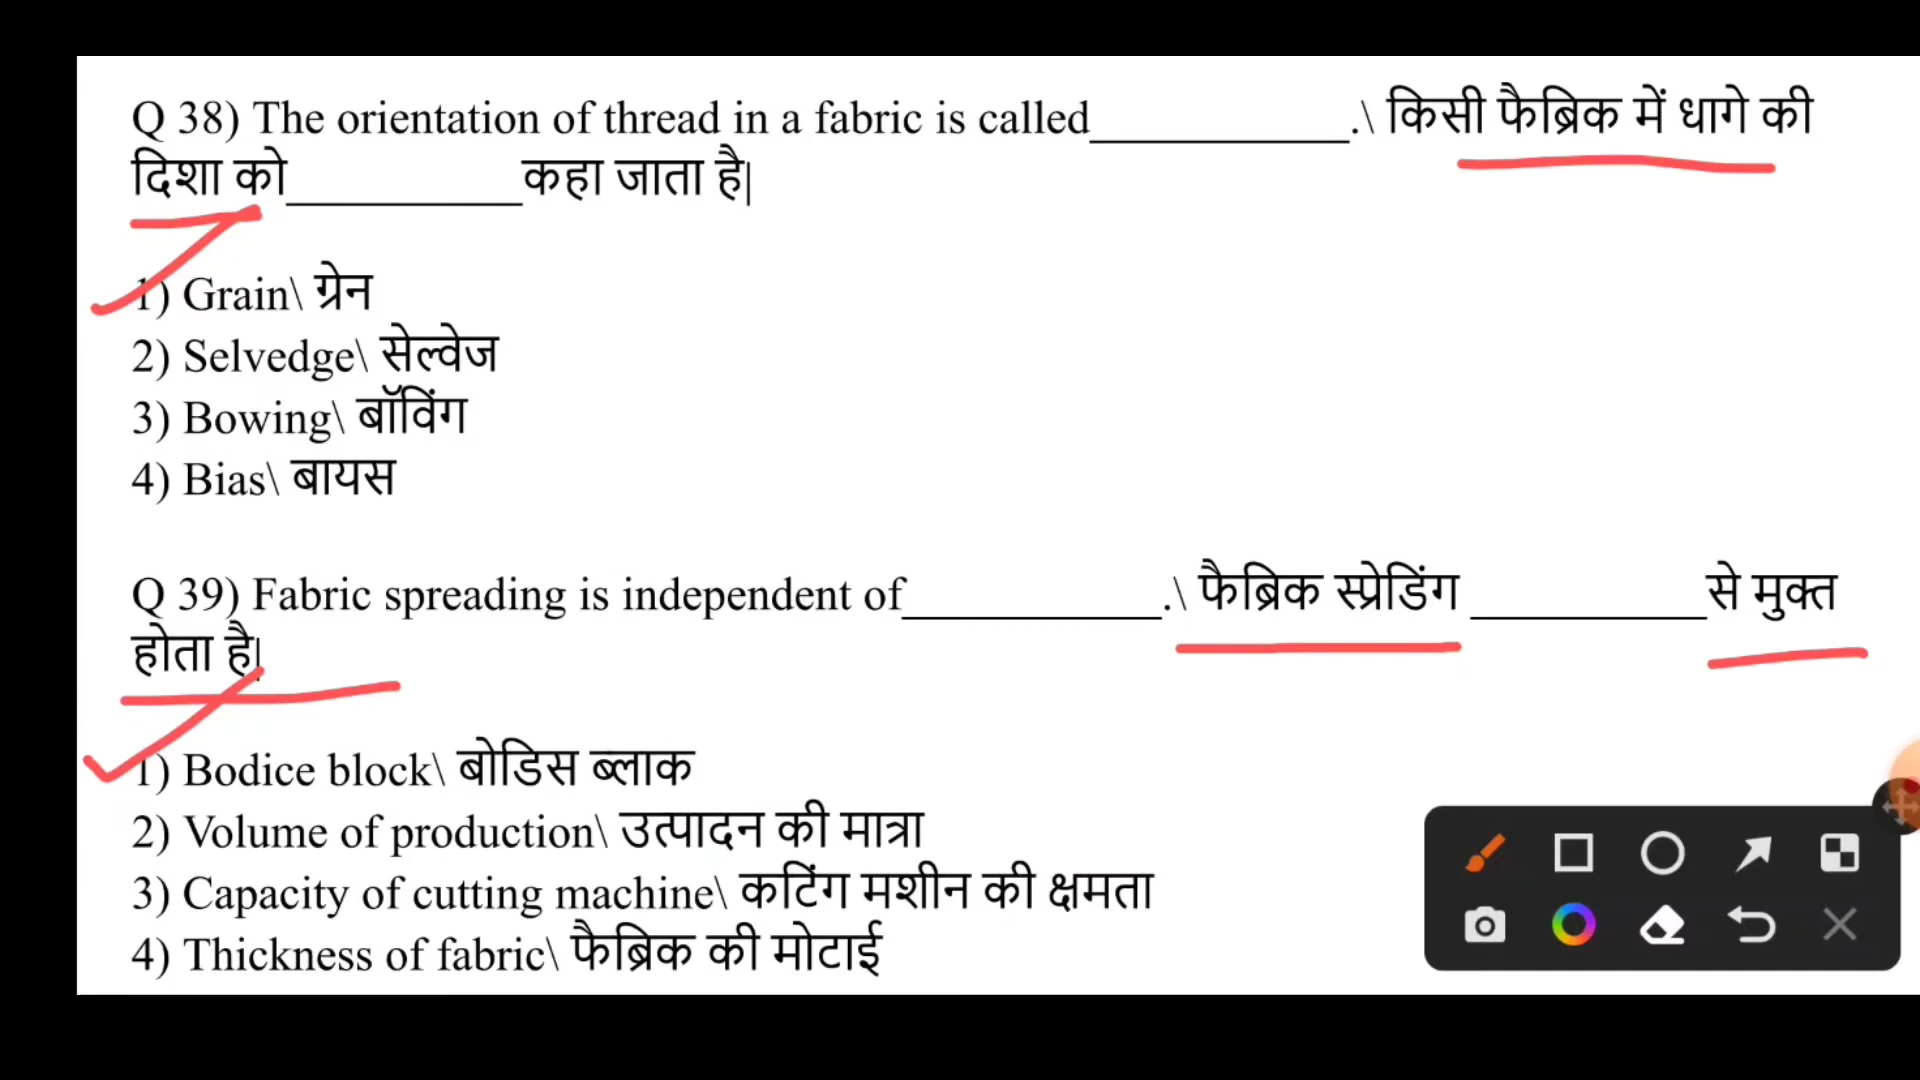 Q 38) The orientation of thread in a fabric is called___________.\ किसी फैब्रिक में धागे की
दिशा को__________कहा जाता है|
1) Grain\ ग्रेन
2) Selvedge\ सेल्वेज
3) Bowing\ बॉविंग
4) Bias\ बायस
Q 39) Fabric spreading is independent of___________.\ फैब्रिक स्प्रेडिंग __________से मुक्त
होता है|
1) Bodice block\ बोडिस ब्लाक
2) Volume of production\ उत्पादन की मात्रा
3) Capacity of cutting machine\ कटिंग मशीन की क्षमता
4) Thickness of fabric\ फैब्रिक की मोटाई